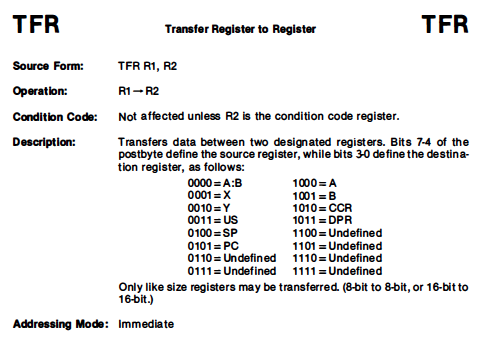 TFR Transfer Register to Register TFR
Source Form: TFR R1, R2
Operation: R1→R2
Condition Code: Not affected unless R2 is the condition code register.
Description: Transfers data between two designated registers. Bits 7-4 of the
postbyte define the source register, while bits 3-0 define the destina-
tion register, as follows:
0000=A:B 1000=A
0001=X 1001=B
0010=Y 1010=CCR
0011=US 1011=DPR
0100=SP 1100=Undefined
0101=PC 1101=Undefined
0110=Undefined 1110=Undefined
0111=Undefined 1111=Undefined
Only like size registers may be transferred. (8-bit to 8-bit, or 16-bit to
16-bit.)
Addressing Mode: Immediate